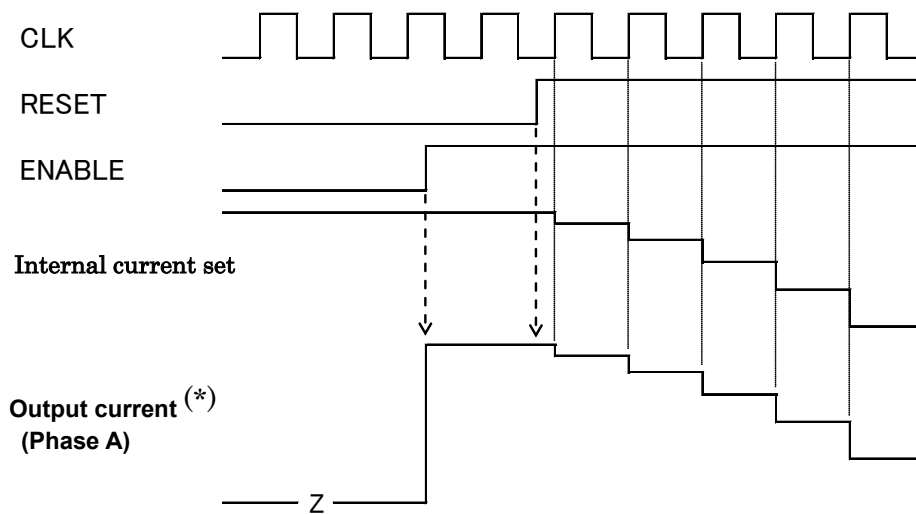 CLK
RESET
ENABLE
Internal current set
Output current (*)
(Phase A)
Z